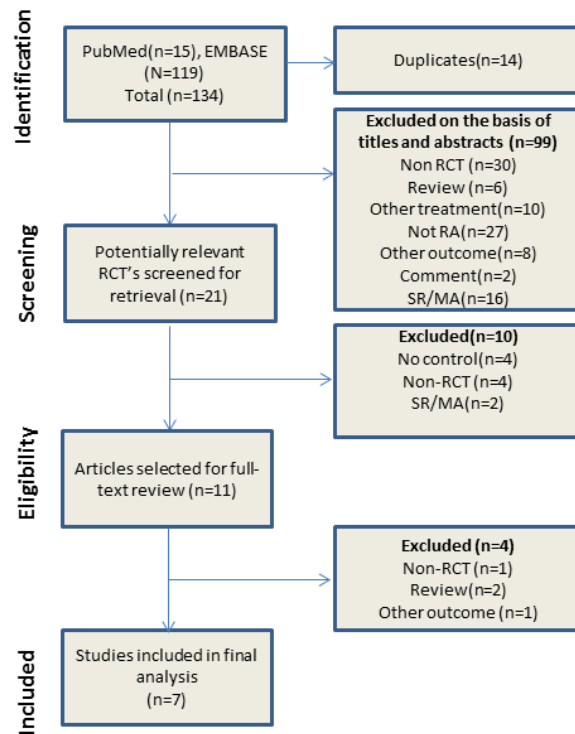 Identification
PubMed(n=15), EMBASE
(N=119)
Total (n=134)
Duplicates(n=14)
Excluded on the basis of
titles and abstracts (n=99)
Non RCT (n=30)
Review (n=6)
Other treatment(n=10)
Not RA(n=27)
Other outcome(n=8)
Comment(n=2)
SR/MA(n=16)
Screening
Potentially relevant
RCT's screened for
retrieval (n=21)
Excluded(n=10)
No control(n=4)
Non-RCT(n=4)
SR/MA(n=2)
Eligibility
Articles selected for full-
text review (n=11)
Excluded (n=4)
Non-RCT (n=1)
Review(n=2)
Other outcome (n=1)
Included
Studies included in final
analysis
(n=7)